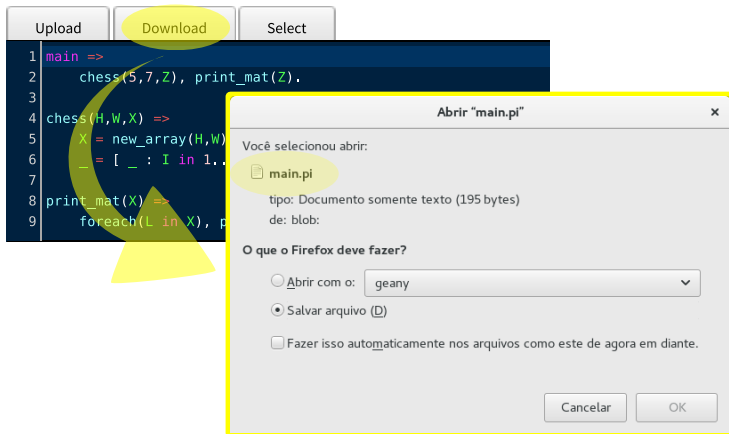 Upload Download Select
1 main =>
2 chess(5,7,Z), print_mat(Z).
3
4 chess(H,W,X) =>
5 X = new_array(H,W)
6 _ = [ _ : I in 1..
7
8 print_mat(X) =>
9 foreach(L in X), p
Abrir “main.pi” ×
Você selecionou abrir:
main.pi
tipo: Documento somente texto (195 bytes)
de: blob:
O que o Firefox deve fazer?
Abrir com o: geany
Salvar arquivo (D)
Fazer isso automaticamente nos arquivos como este de agora em diante.
Cancelar OK